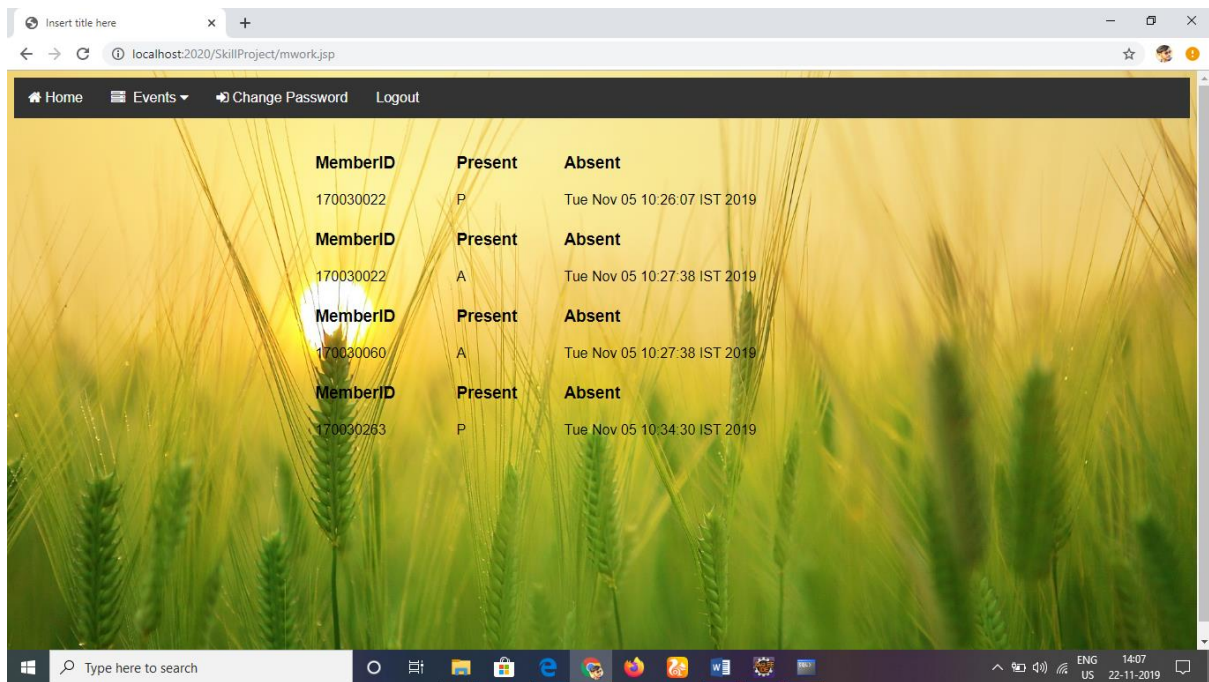 Insert title here
localhost:2020/SkillProject/mwork.jsp
Home Events Change Password Logout
MemberID Present Absent
170030022 P Tue Nov 05 10:26:07 IST 2019
MemberID Present Absent
170030022 A Tue Nov 05 10:27:38 IST 2019
MemberID Present Absent
170030060 A Tue Nov 05 10:27:38 IST 2019
MemberID Present Absent
170030263 P Tue Nov 05 10:34:30 IST 2019
Type here to search ENG 14:07
US 22-11-2019